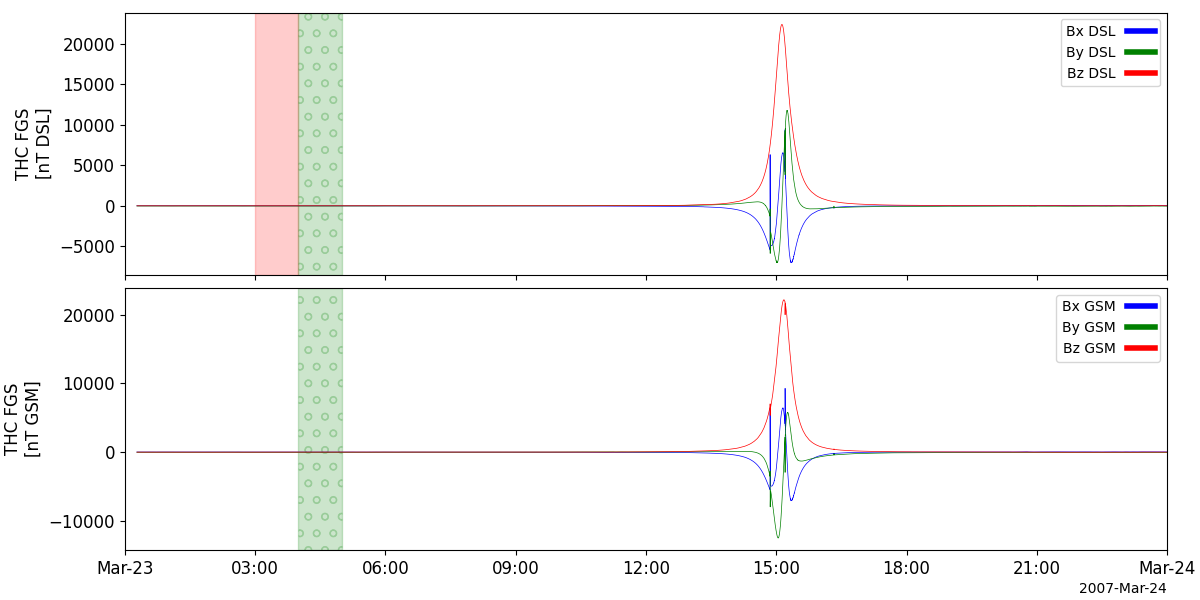 THC FGS
[nT DSL]
20000
15000
10000
5000
0
−5000
Bx DSL
By DSL
Bz DSL
THC FGS
[nT GSM]
20000
10000
0
−10000
Bx GSM
By GSM
Bz GSM
Mar-23 03:00 06:00 09:00 12:00 15:00 18:00 21:00 Mar-24
2007-Mar-24